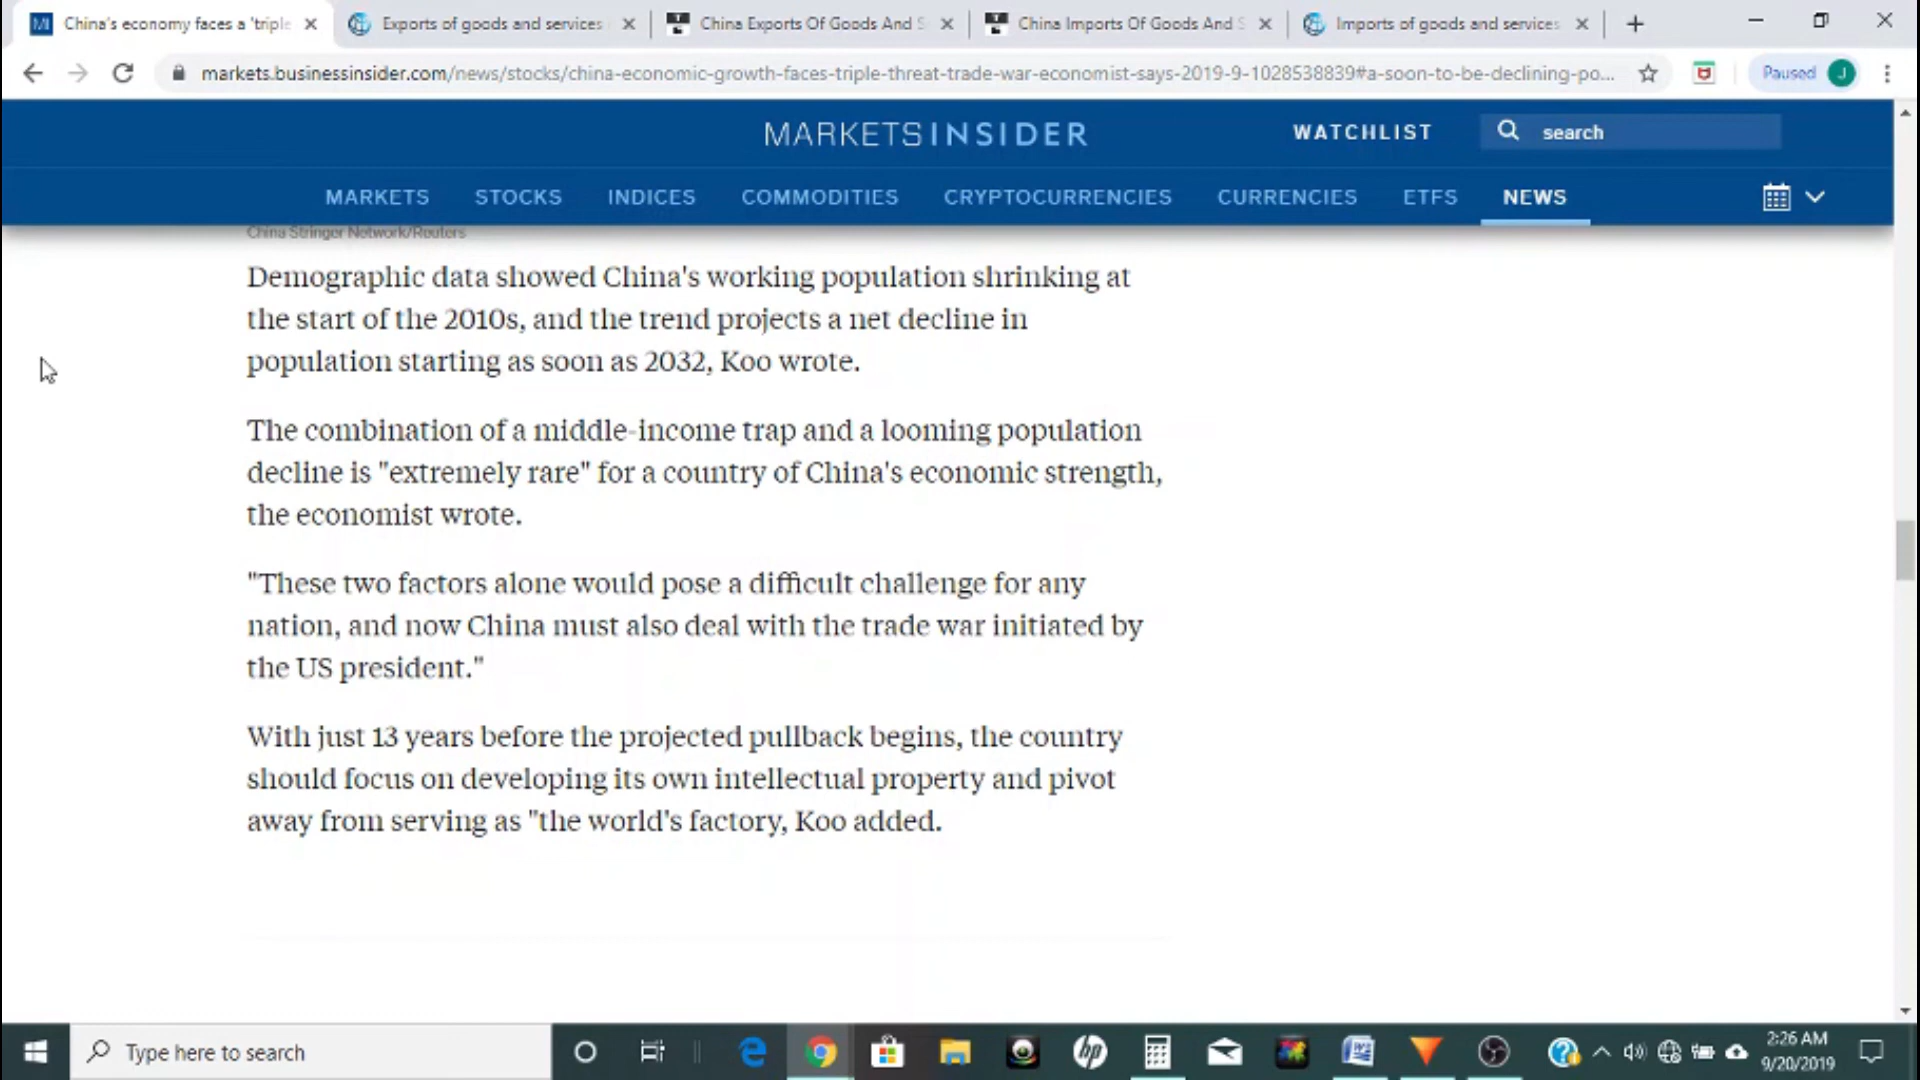 China's economy faces a 'triple
Exports of goods and services
China Exports Of Goods And S
China Imports Of Goods And S
Imports of goods and services
markets.businessinsider.com/news/stocks/china-economic-growth-faces-triple-threat-trade-war-economist-says-2019-9-1028538839#a-soon-to-be-declining-po...
Paused
J
MARKETS INSIDER
WATCHLIST
search
MARKETS
STOCKS
INDICES
COMMODITIES
CRYPTOCURRENCIES
CURRENCIES
ETFS
NEWS
China Stringer Network/Reuters
Demographic data showed China's working population shrinking at
the start of the 2010s, and the trend projects a net decline in
population starting as soon as 2032, Koo wrote.
The combination of a middle-income trap and a looming population
decline is "extremely rare" for a country of China's economic strength,
the economist wrote.
"These two factors alone would pose a difficult challenge for any
nation, and now China must also deal with the trade war initiated by
the US president."
With just 13 years before the projected pullback begins, the country
should focus on developing its own intellectual property and pivot
away from serving as "the world's factory, Koo added.
Type here to search
2:26 AM
9/20/2019